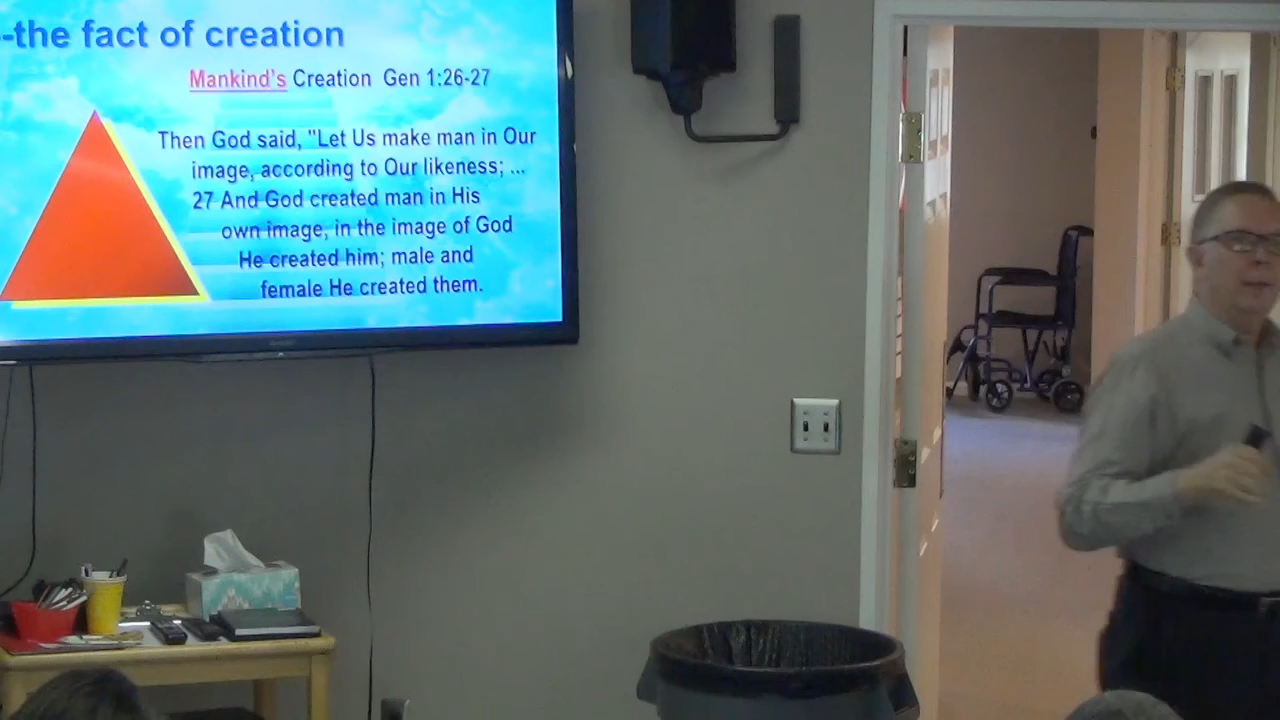 -the fact of creation
Mankind's Creation Gen 1:26-27
Then God said, "Let Us make man in Our
image, according to Our likeness; ...
27 And God created man in His
own image, in the image of God
He created him; male and
female He created them.